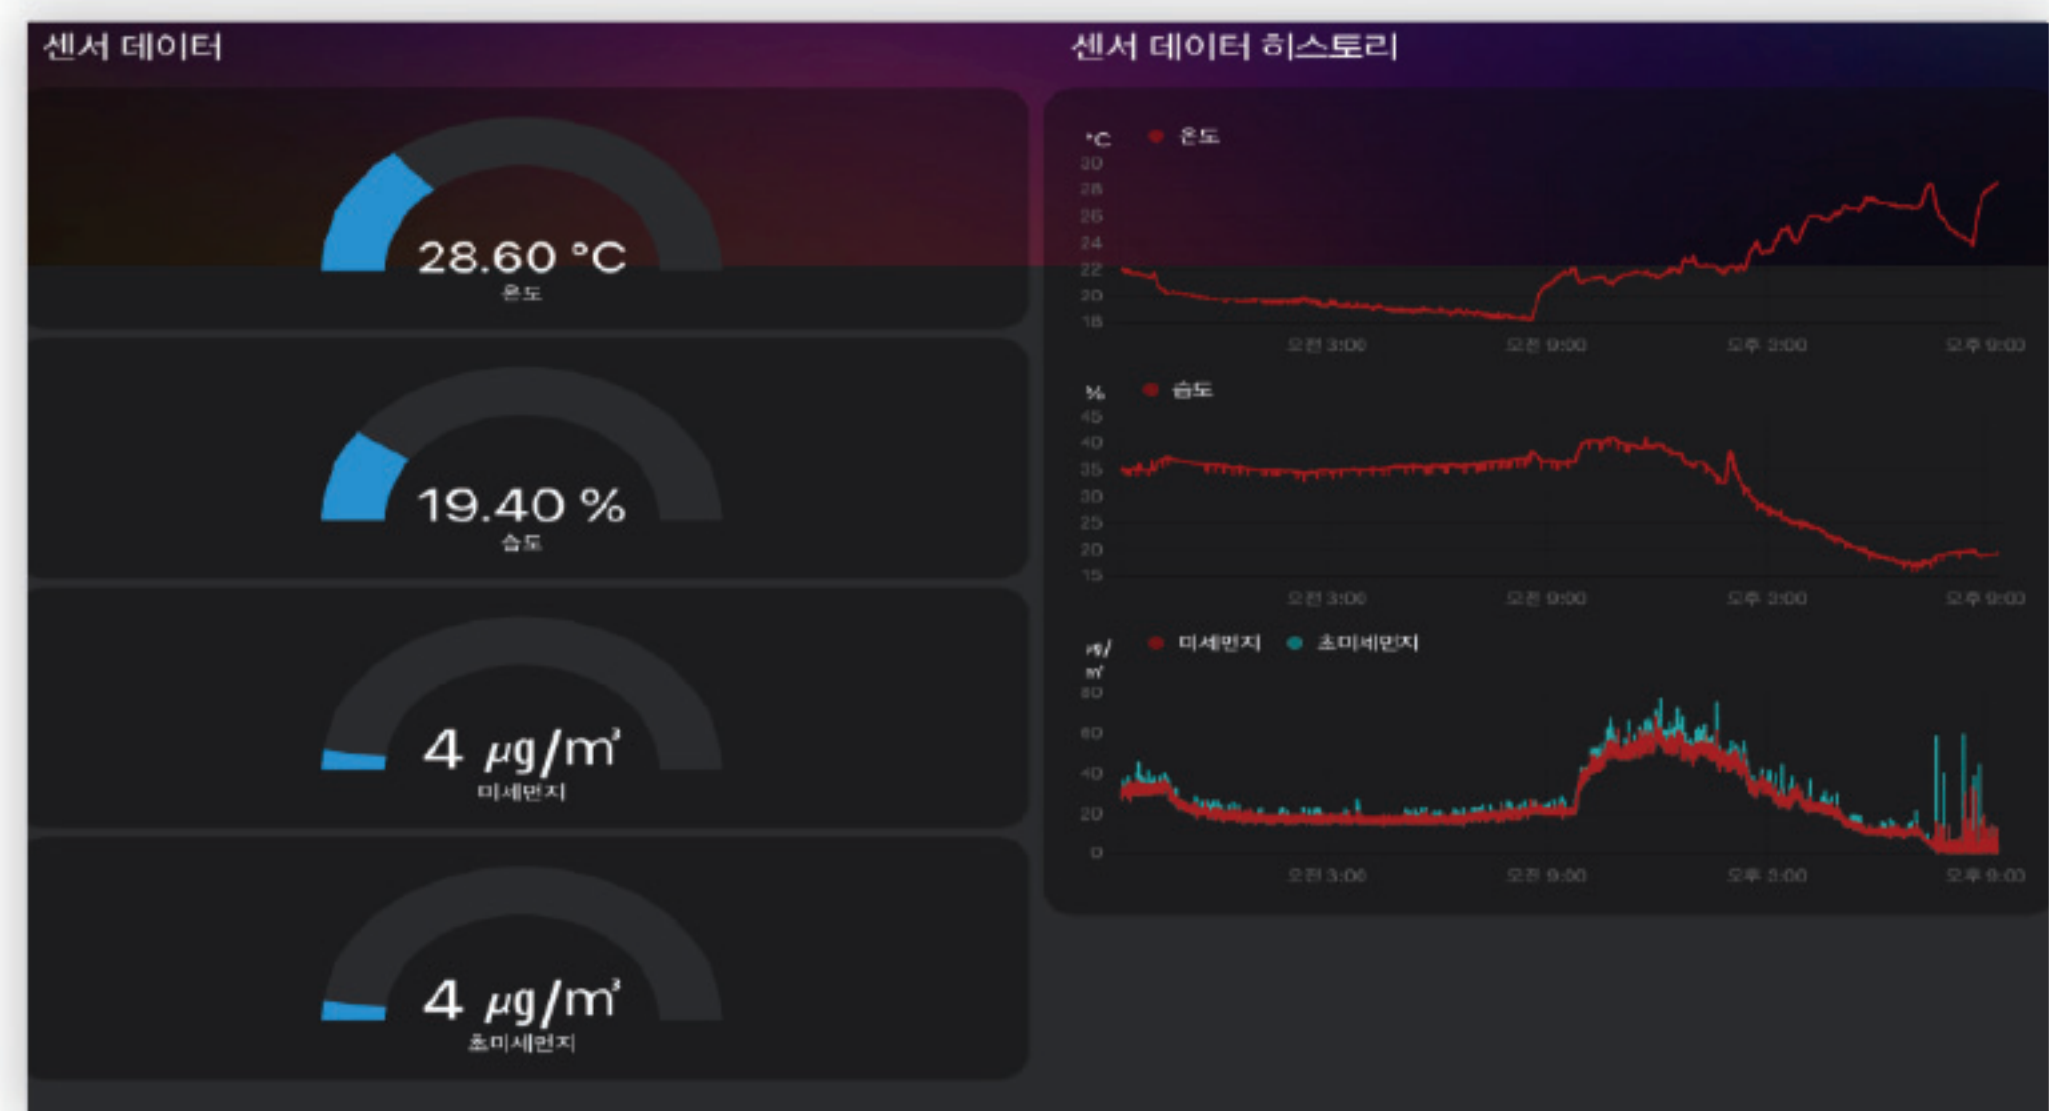 센서 데이터
28.60 °C
온도
19.40 %
습도
4 μg/m³
미세먼지
4 μg/m³
초미세먼지
센서 데이터 히스토리
°C 온도
30
28
26
24
22
20
18
오전 3:00 오전 9:00 오후 3:00 오후 9:00
% 습도
45
40
35
30
25
20
15
오전 3:00 오전 9:00 오후 3:00 오후 9:00
μg/ 미세먼지 초미세먼지
m³
80
60
40
20
0
오전 3:00 오전 9:00 오후 3:00 오후 9:00